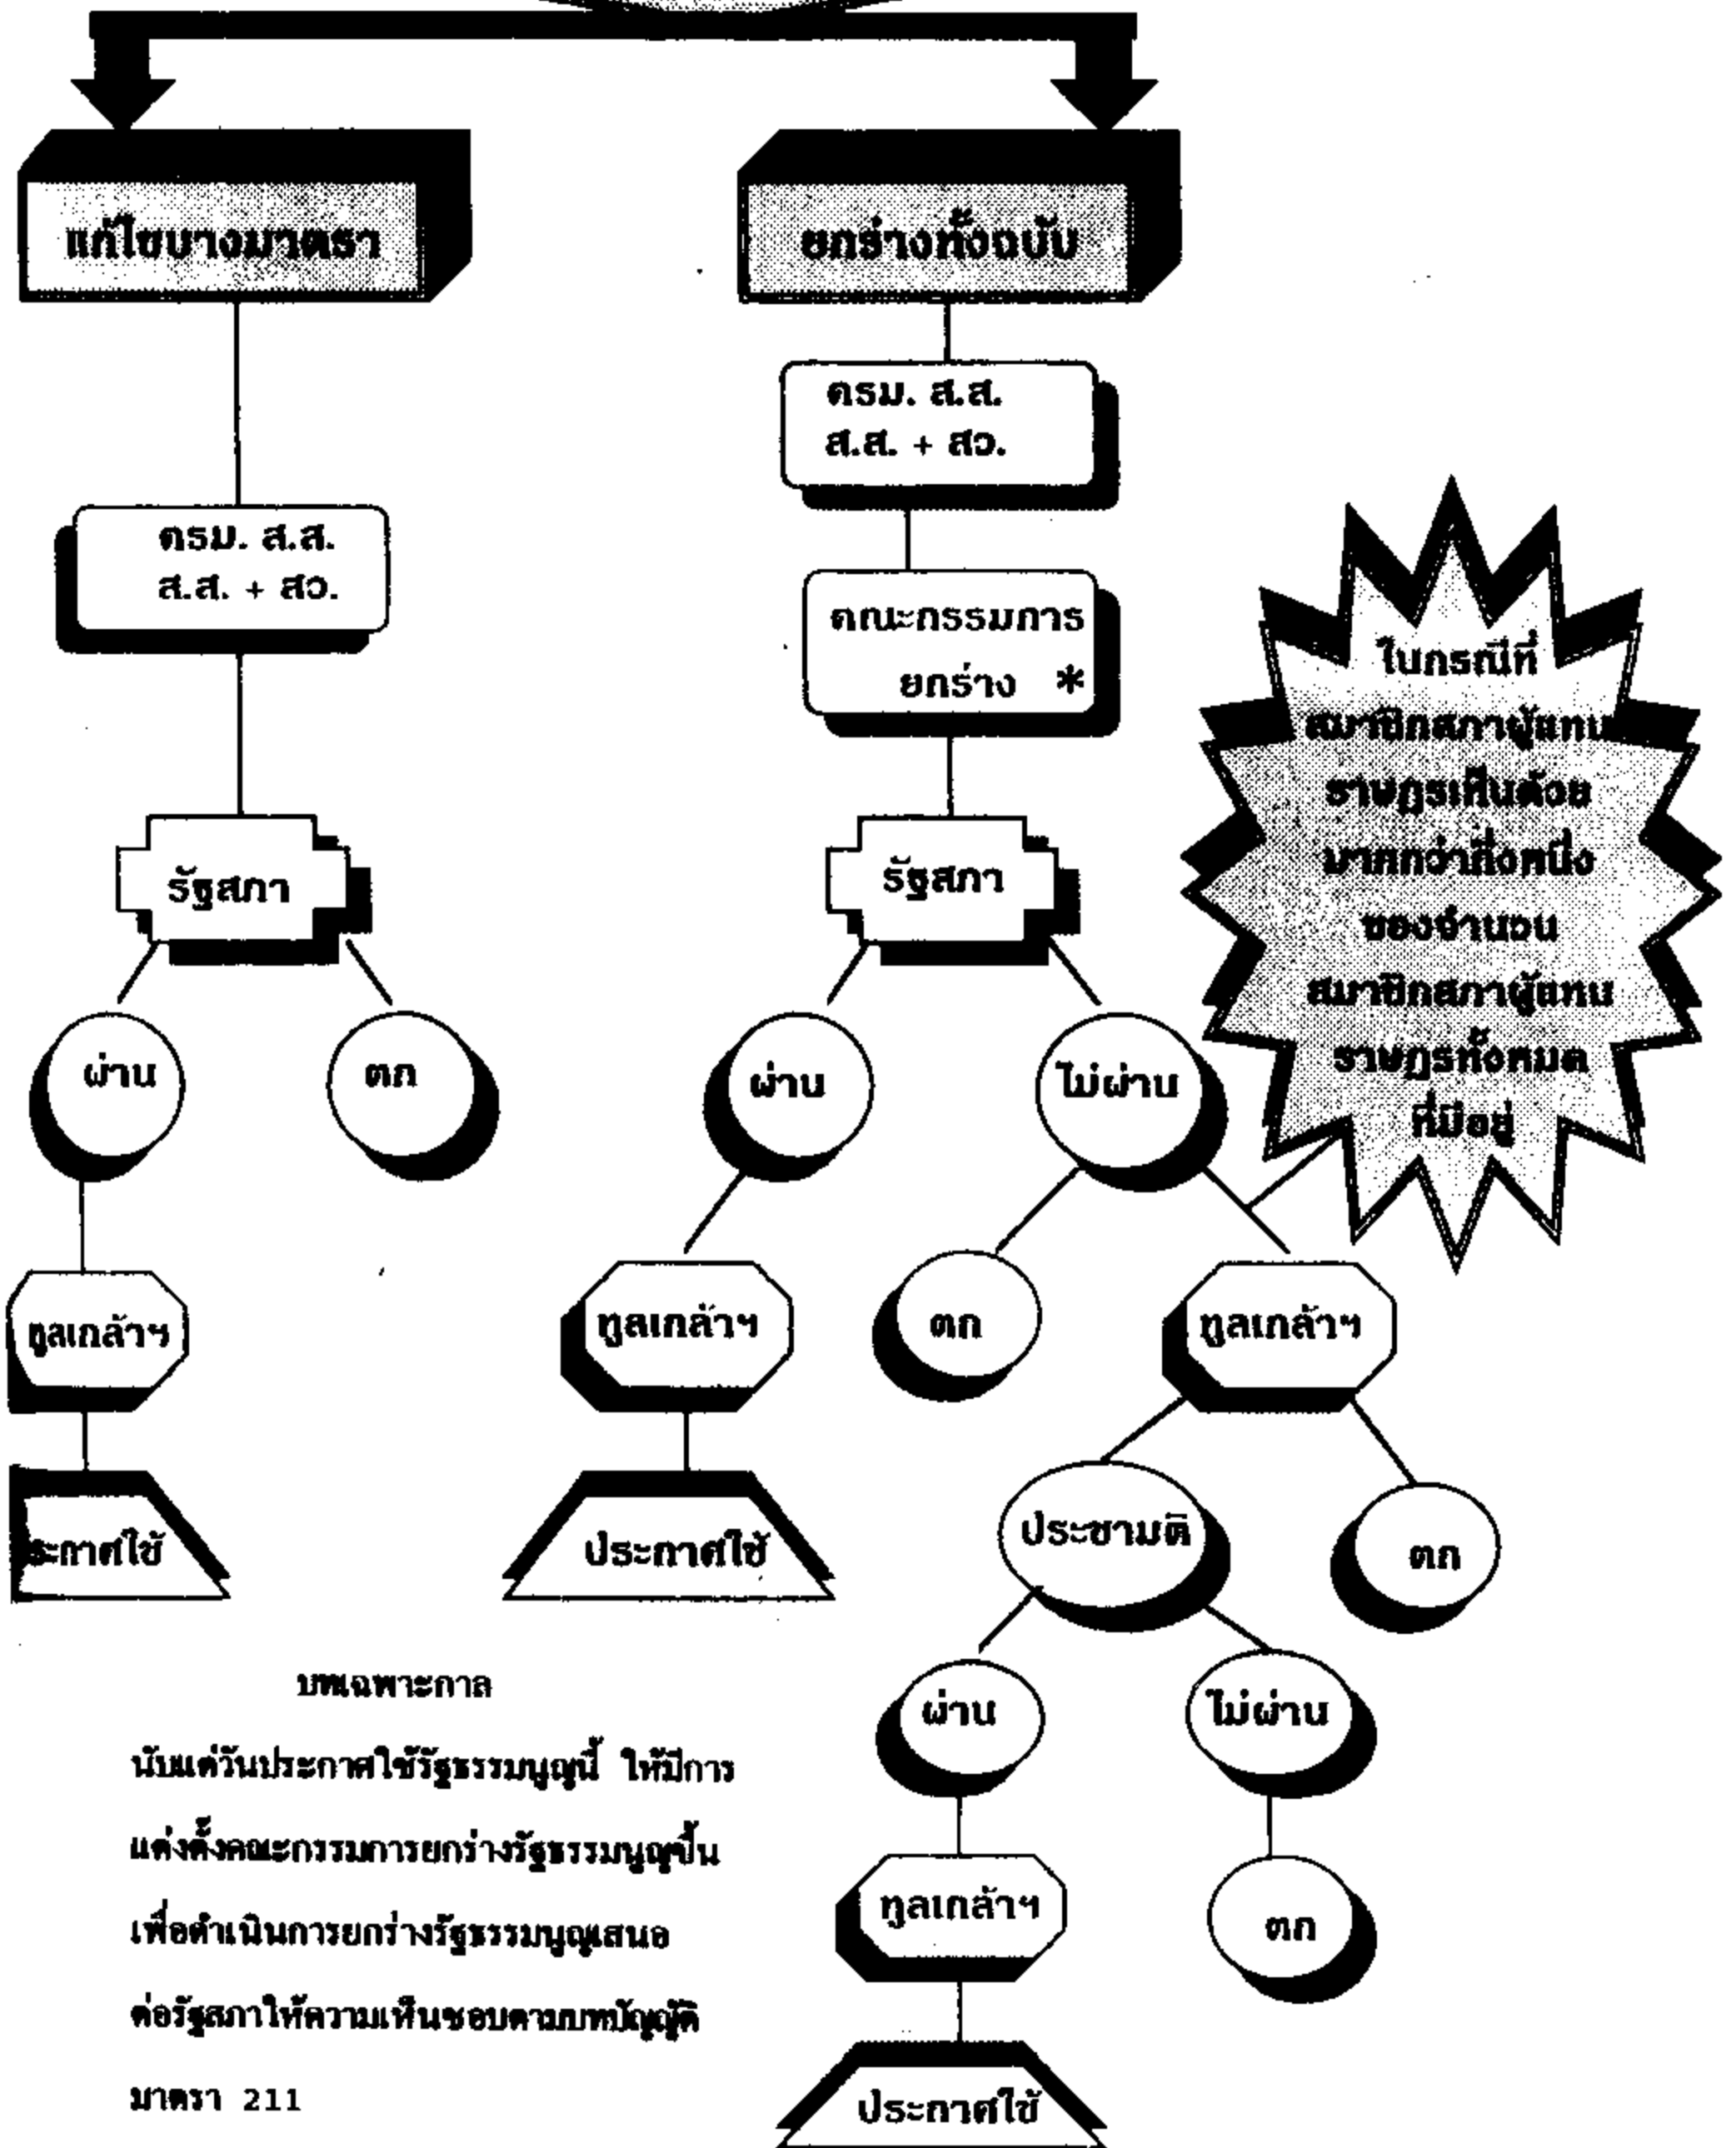 แก้ไขบางมาตรา
ยกร่างทั้งฉบับ
ครม. ส.ส.
ส.ส. + สว.
ครม. ส.ส.
ส.ส. + สว.
คณะกรรมการ
ยกร่าง *
ในกรณีที่
สมาชิกสภาผู้แทน
ราษฎรเห็นด้วย
มากกว่ากึ่งหนึ่ง
ของจำนวน
สมาชิกสภาผู้แทน
ราษฎรทั้งหมด
ที่มีอยู่
รัฐสภา
รัฐสภา
ผ่าน
ตก
ผ่าน
ไม่ผ่าน
ทูลเกล้าฯ
ทูลเกล้าฯ
ตก
ทูลเกล้าฯ
ระกาศใช้
ประกาศใช้
ประชามติ
ตก
ผ่าน
ไม่ผ่าน
ทูลเกล้าฯ
ตก
ประกาศใช้
บทเฉพาะกาล
นับแต่วันประกาศใช้รัฐธรรมนูญนี้ ให้มีการ
แต่งตั้งคณะกรรมการยกร่างรัฐธรรมนูญขึ้น
เพื่อดำเนินการยกร่างรัฐธรรมนูญเสนอ
ต่อรัฐสภาให้ความเห็นชอบตามบทบัญญัติ
มาตรา 211